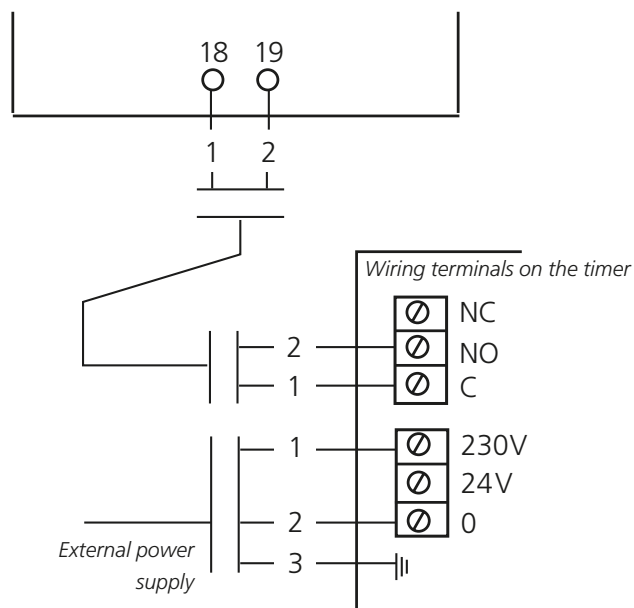 18 19
1 2
Wiring terminals on the timer
NC
2 NO
1 C
1 230V
24V
2 0
External power
supply
3